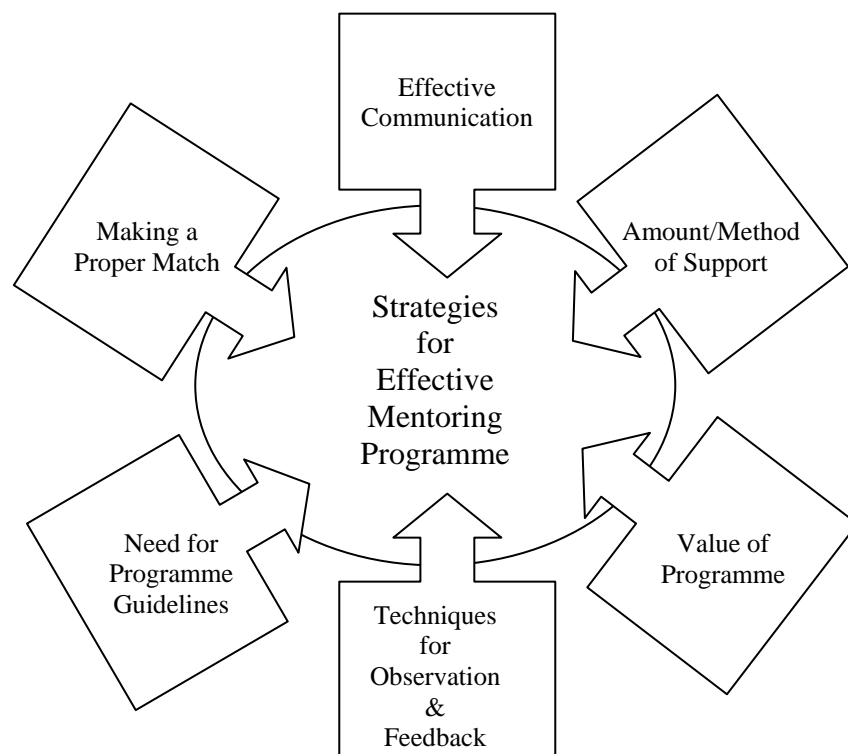 Effective
Communication
Making a
Proper Match
Amount/Method
of Support
Strategies
for
Effective
Mentoring
Programme
Need for
Programme
Guidelines
Value of
Programme
Techniques
for
Observation
&
Feedback